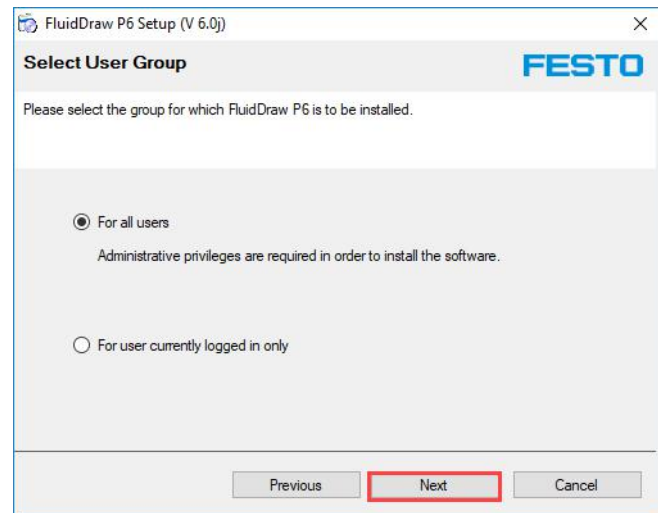 FluidDraw P6 Setup (V 6.0j)
Select User Group
FESTO
Please select the group for which FluidDraw P6 is to be installed.
For all users
Administrative privileges are required in order to install the software.
For user currently logged in only
Previous
Next
Cancel